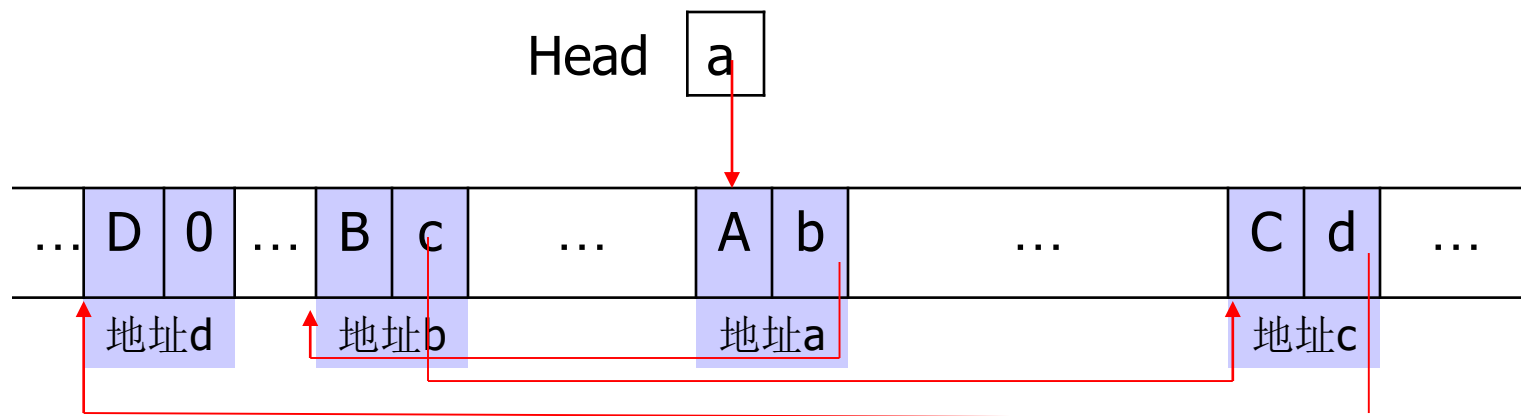 Head a
… D 0 … B c … A b … C d …
地址d 地址b 地址a 地址c